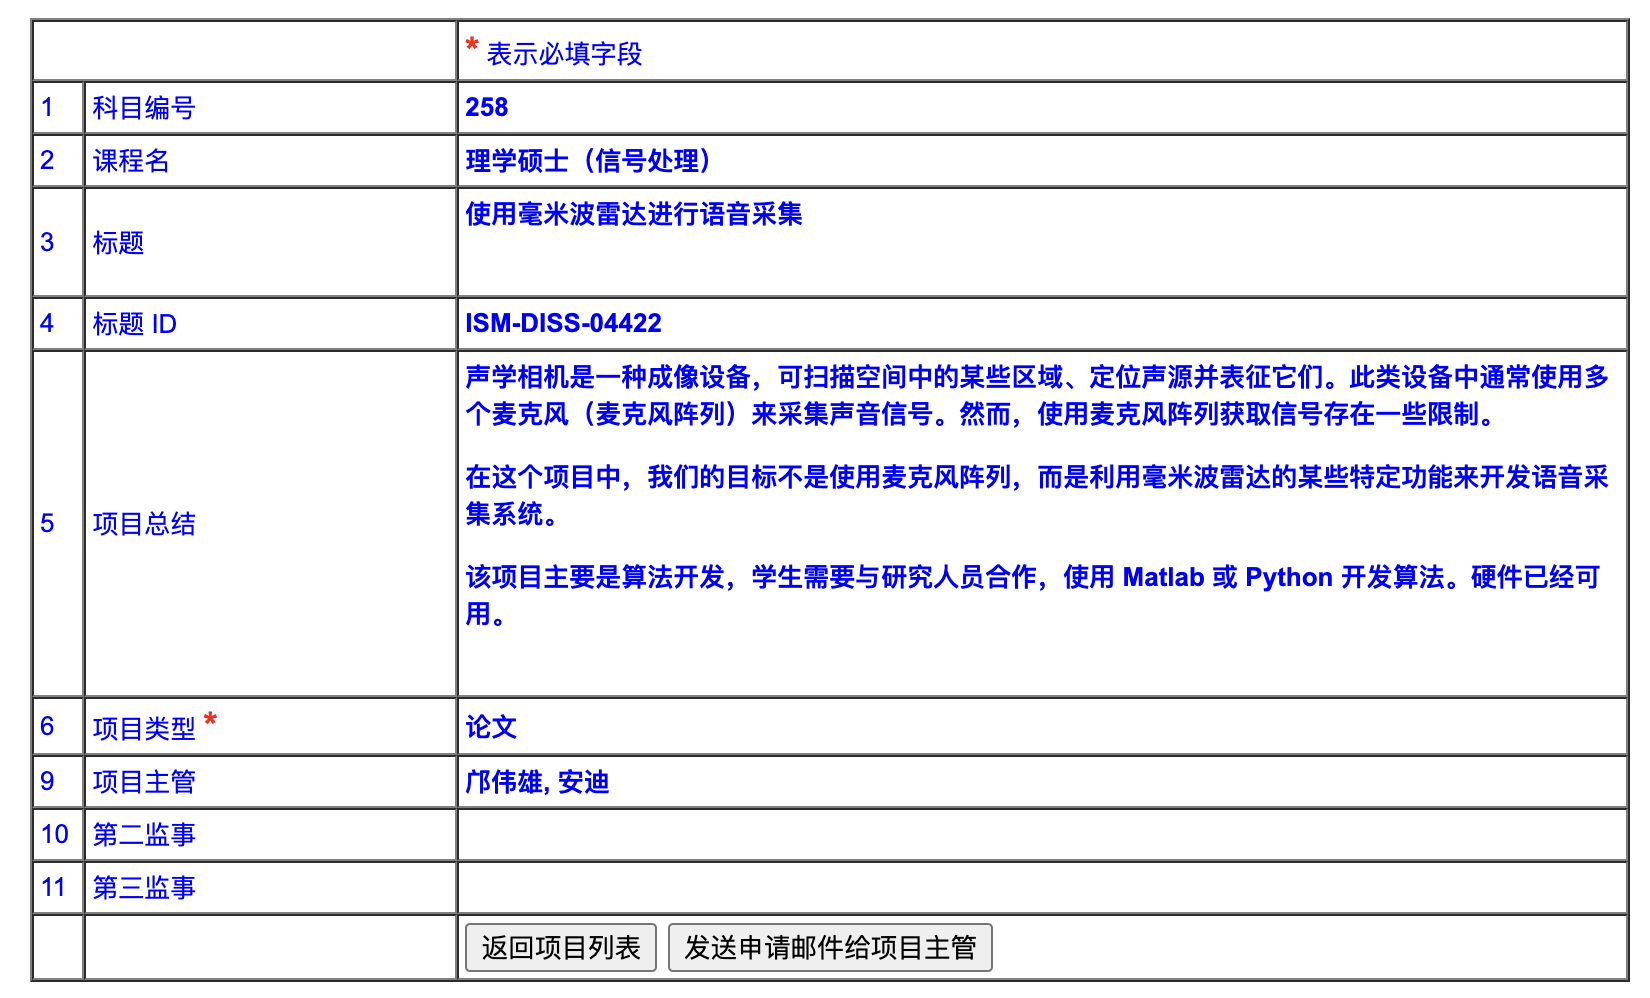 * 表示必填字段
1 科目编号 258
2 课程名 理学硕士（信号处理）
3 标题 使用毫米波雷达进行语音采集
4 标题 ID ISM-DISS-04422
5 项目总结 声学相机是一种成像设备，可扫描空间中的某些区域、定位声源并表征它们。此类设备中通常使用多
个麦克风（麦克风阵列）来采集声音信号。然而，使用麦克风阵列获取信号存在一些限制。
在这个项目中，我们的目标不是使用麦克风阵列，而是利用毫米波雷达的某些特定功能来开发语音采
集系统。
该项目主要是算法开发，学生需要与研究人员合作，使用 Matlab 或 Python 开发算法。硬件已经可
用。
6 项目类型 * 论文
9 项目主管 邝伟雄, 安迪
10 第二监事
11 第三监事
返回项目列表 发送申请邮件给项目主管